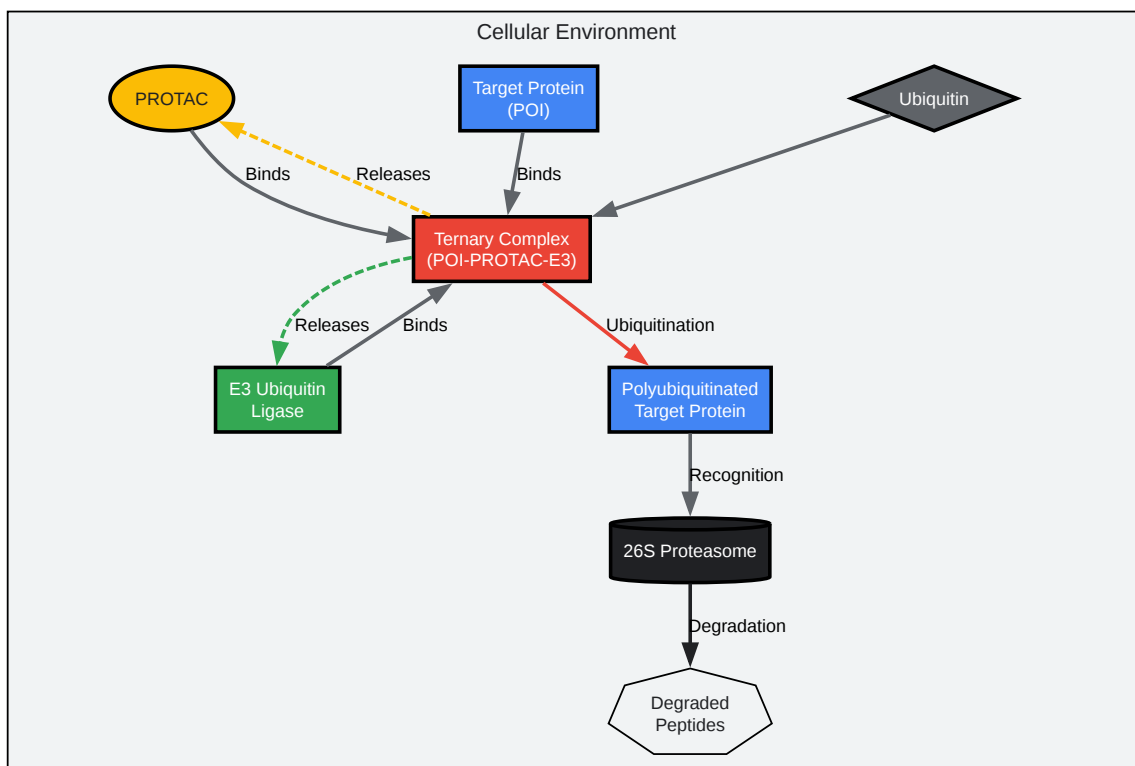 Cellular Environment
PROTAC
Target Protein
(POI)
Ubiquitin
Binds
Releases
Binds
Ternary Complex
(POI-PROTAC-E3)
Releases
Binds
Ubiquitination
E3 Ubiquitin
Ligase
Polyubiquitinated
Target Protein
Recognition
26S Proteasome
Degradation
Degraded
Peptides